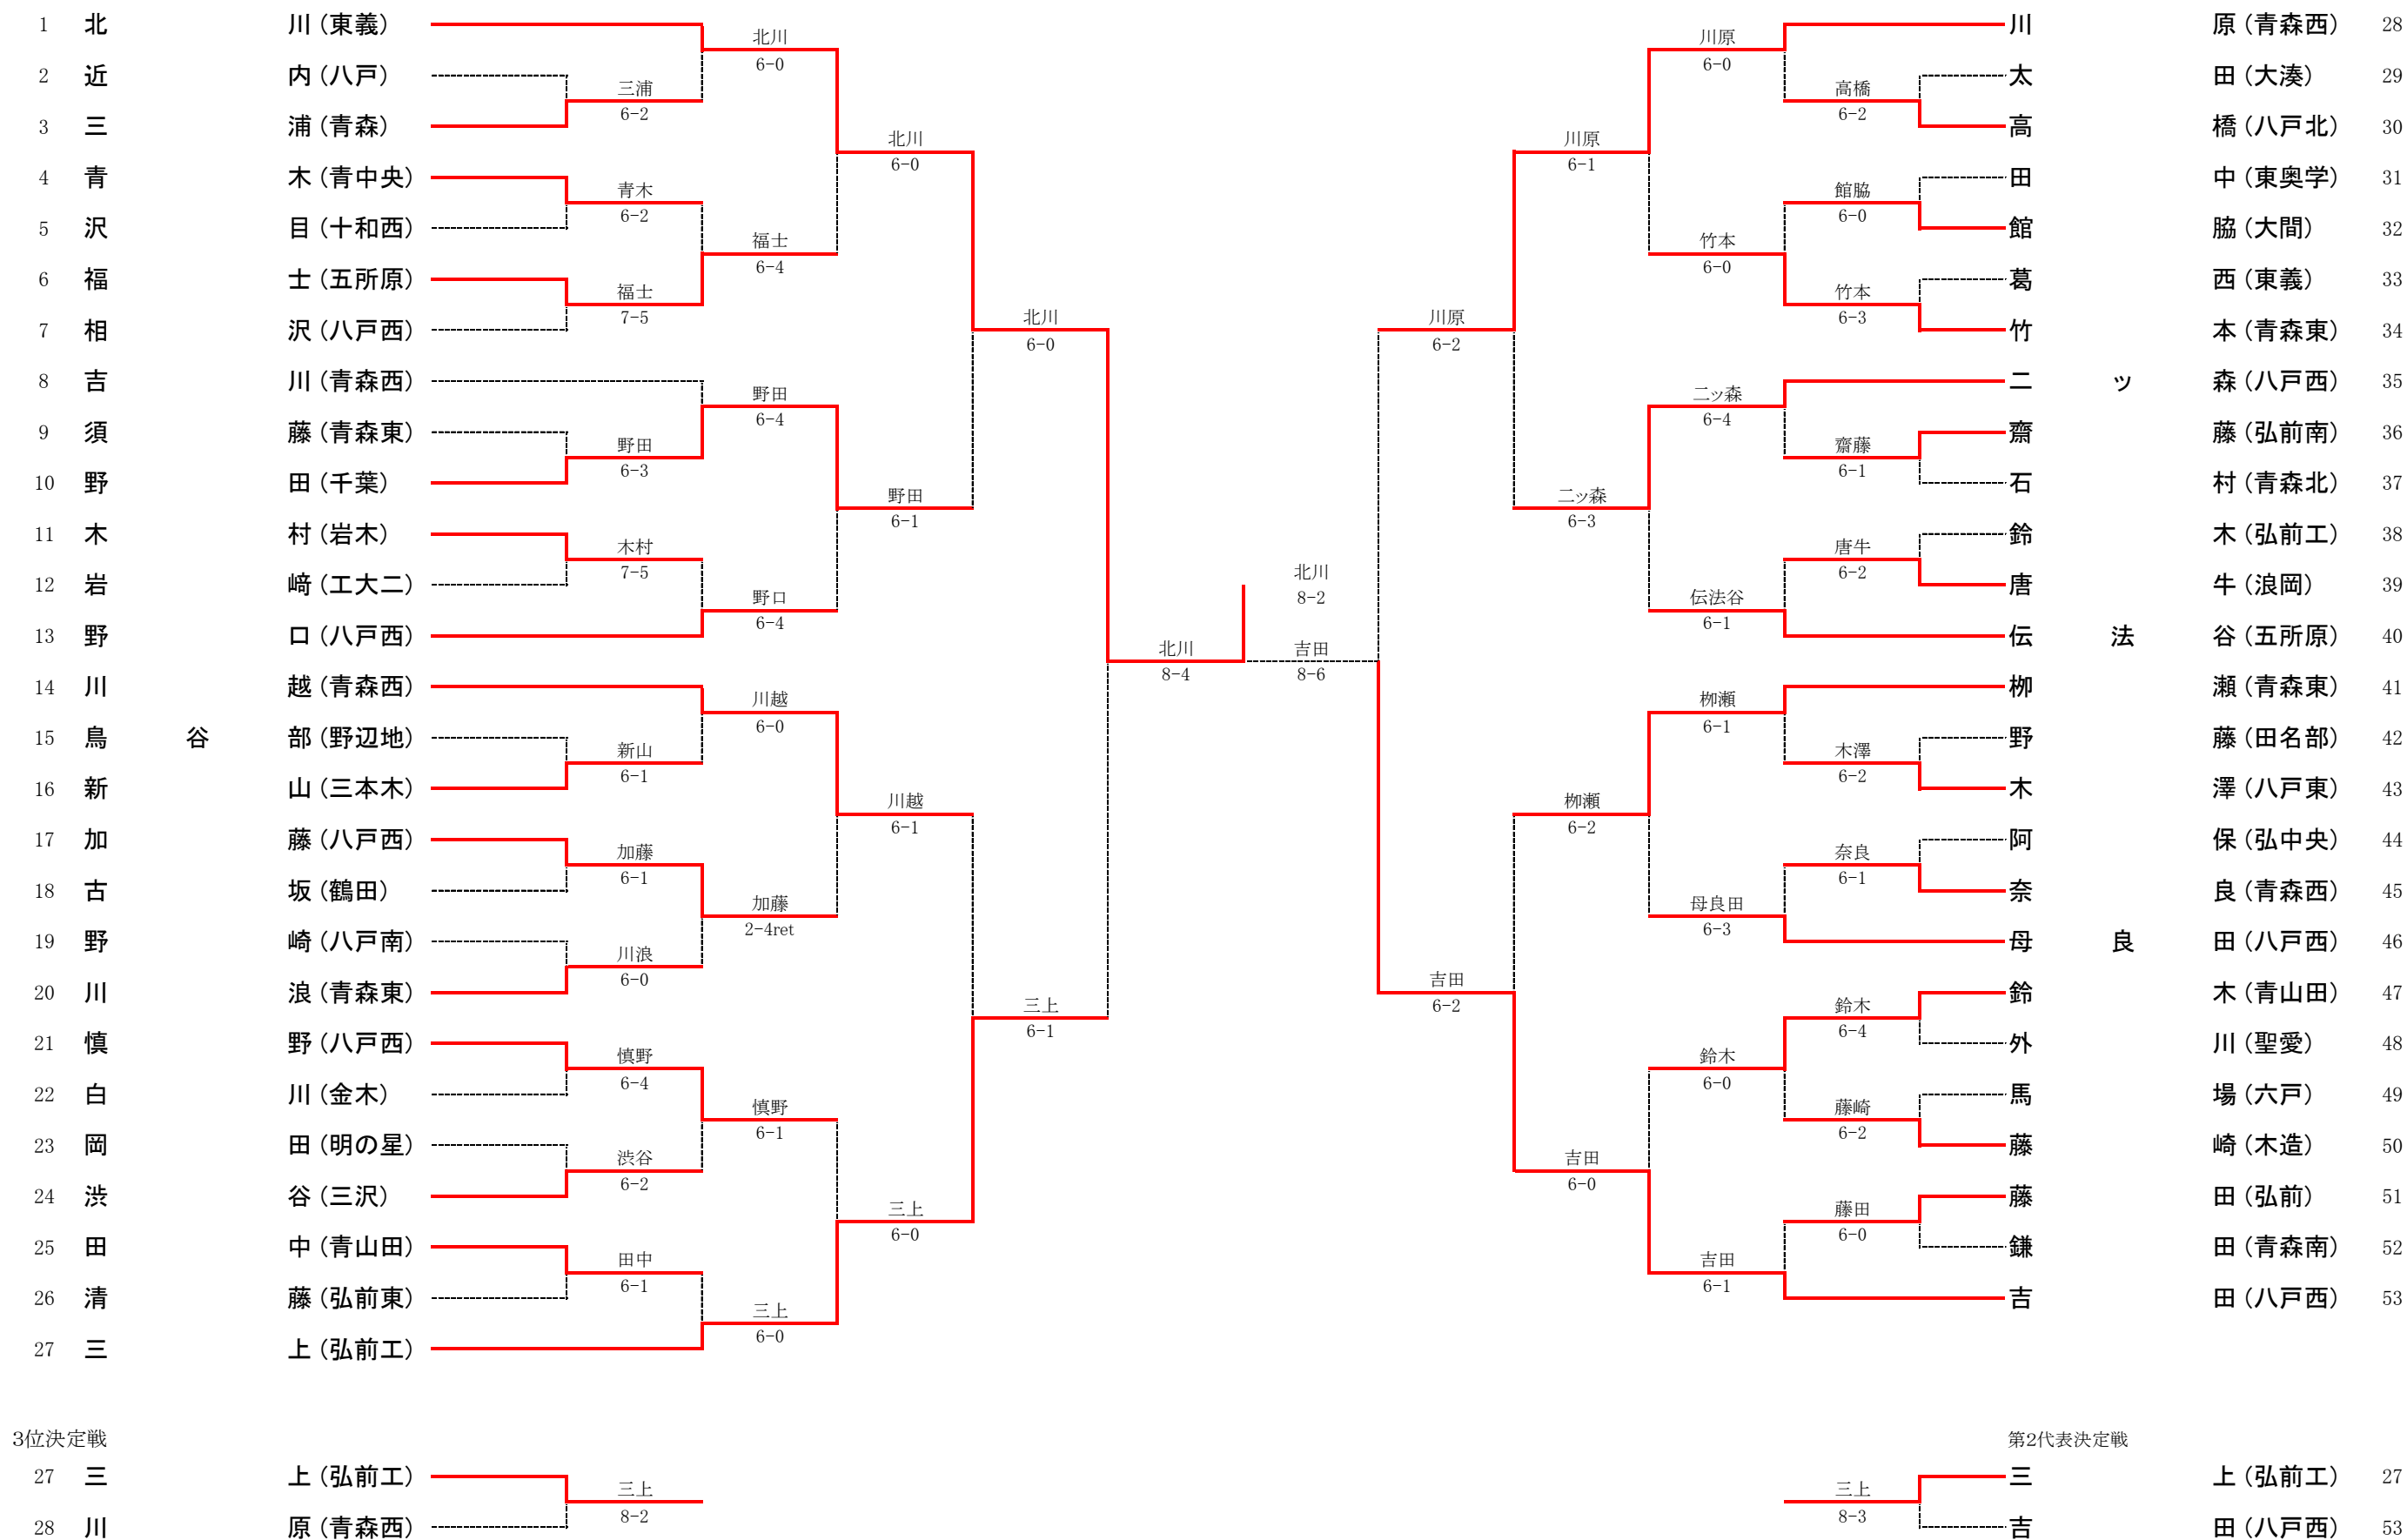 1 北川（東義）
2 近内（八戸）
3 三浦（青森）
4 青木（青中央）
5 沢目（十和西）
6 福士（五所原）
7 相沢（八戸西）
8 吉川（青森西）
9 須藤（青森東）
10 野田（千葉）
11 木村（岩木）
12 岩﨑（工大二）
13 野口（八戸西）
14 川越（青森西）
15 鳥谷部（野辺地）
16 新山（三本木）
17 加藤（八戸西）
18 古坂（鶴田）
19 野崎（八戸南）
20 川浪（青森東）
21 慎野（八戸西）
22 白川（金木）
23 岡田（明の星）
24 渋谷（三沢）
25 田中（青山田）
26 清藤（弘前東）
27 三上（弘前工）
三浦
6-2
青木
6-2
福士
7-5
野田
6-3
木村
7-5
新山
6-1
加藤
6-1
川浪
6-0
慎野
6-4
渋谷
6-2
田中
6-1
北川
6-0
福士
6-4
野田
6-4
野口
6-4
川越
6-0
加藤
2-4ret
慎野
6-1
三上
6-0
北川
6-0
野田
6-1
川越
6-1
三上
6-0
北川
6-0
三上
6-1
北川
8-4
北川
8-2
吉田
8-6
川原
6-2
吉田
6-2
川原
6-1
二ッ森
6-3
栁瀬
6-2
吉田
6-0
川原
6-0
竹本
6-0
二ッ森
6-4
伝法谷
6-1
栁瀬
6-1
母良田
6-3
鈴木
6-0
吉田
6-1
高橋
6-2
館脇
6-0
竹本
6-3
齋藤
6-1
唐牛
6-2
木澤
6-2
奈良
6-1
鈴木
6-4
藤崎
6-2
藤田
6-0
川原（青森西） 28
太田（大湊） 29
高橋（八戸北） 30
田中（東奥学） 31
館脇（大間） 32
葛西（東義） 33
竹本（青森東） 34
二ッ森（八戸西） 35
齋藤（弘前南） 36
石村（青森北） 37
鈴木（弘前工） 38
唐牛（浪岡） 39
伝法谷（五所原） 40
栁瀬（青森東） 41
野藤（田名部） 42
木澤（八戸東） 43
阿保（弘中央） 44
奈良（青森西） 45
母良田（八戸西） 46
鈴木（青山田） 47
外川（聖愛） 48
馬場（六戸） 49
藤崎（木造） 50
藤田（弘前） 51
鎌田（青森南） 52
吉田（八戸西） 53
3位決定戦
27 三上（弘前工）
28 川原（青森西）
三上
8-2
第2代表決定戦
三上
8-3
三上（弘前工） 27
吉田（八戸西） 53